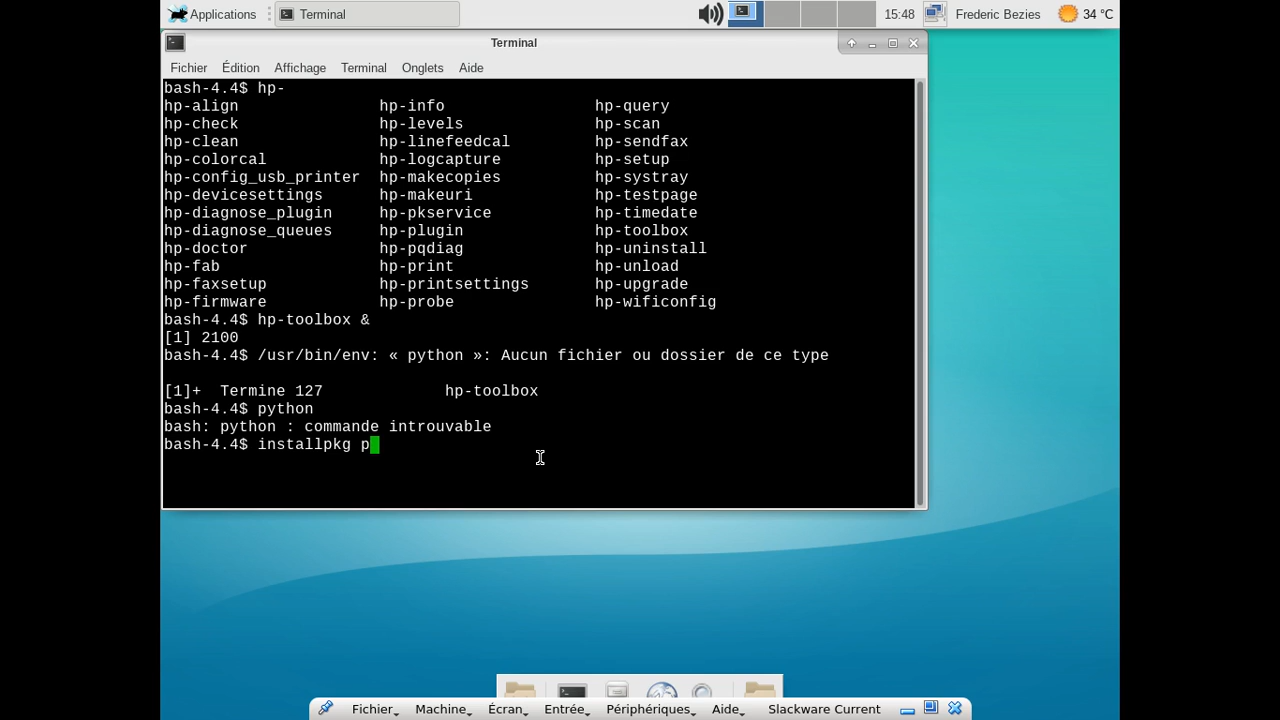 Applications Terminal 15:48 Frederic Bezies 34 °C
Terminal
Fichier Édition Affichage Terminal Onglets Aide
bash-4.4$ hp-
hp-align hp-info hp-query
hp-check hp-levels hp-scan
hp-clean hp-linefeedcal hp-sendfax
hp-colorcal hp-logcapture hp-setup
hp-config_usb_printer hp-makecopies hp-systray
hp-devicesettings hp-makeuri hp-testpage
hp-diagnose_plugin hp-pkservice hp-timedate
hp-diagnose_queues hp-plugin hp-toolbox
hp-doctor hp-pqdiag hp-uninstall
hp-fab hp-print hp-unload
hp-faxsetup hp-printsettings hp-upgrade
hp-firmware hp-probe hp-wificonfig
bash-4.4$ hp-toolbox &
[1] 2100
bash-4.4$ /usr/bin/env: « python »: Aucun fichier ou dossier de ce type
[1]+ Termine 127 hp-toolbox
bash-4.4$ python
bash: python : commande introuvable
bash-4.4$ installpkg p
Fichier Machine Écran Entrée Périphériques Aide Slackware Current